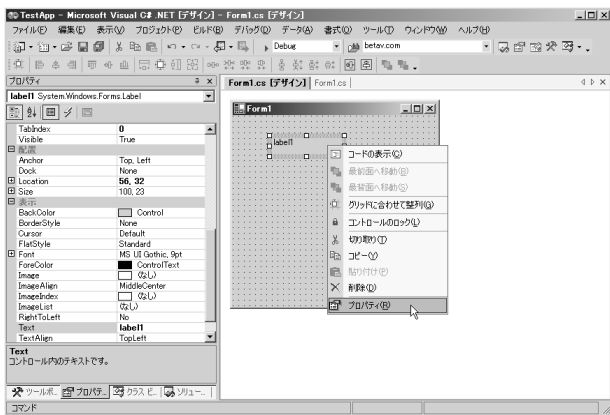 TestApp - Microsoft Visual C# .NET [デザイン] - Form1.cs [デザイン]
ファイル(F) 編集(E) 表示(V) プロジェクト(P) ビルド(B) デバッグ(D) データ(A) 書式(O) ツール(T) ウィンドウ(W) ヘルプ(H)
Debug betav.com
プロパティ
Form1.cs [デザイン] Form1.cs
label1 System.Windows.Forms.Label
TabIndex 0
Visible True
配置
Anchor Top, Left
Dock None
Location 56, 32
Size 100, 23
表示
BackColor Control
BorderStyle None
Cursor Default
FlatStyle Standard
Font MS UI Gothic, 9pt
ForeColor ControlText
Image (なし)
ImageAlign MiddleCenter
ImageIndex (なし)
ImageList (なし)
RightToLeft No
Text label1
TextAlign TopLeft
Text
コントロール内のテキストです。
ツールボ... プロパテ... クラス ビ... ソリュー...
コマンド
Form1
label1
コードの表示(C)
最前面へ移動(B)
最背面へ移動(S)
グリッドに合わせて整列(G)
コントロールのロック(L)
切り取り(T)
コピー(Y)
貼り付け(P)
削除(D)
プロパティ(R)